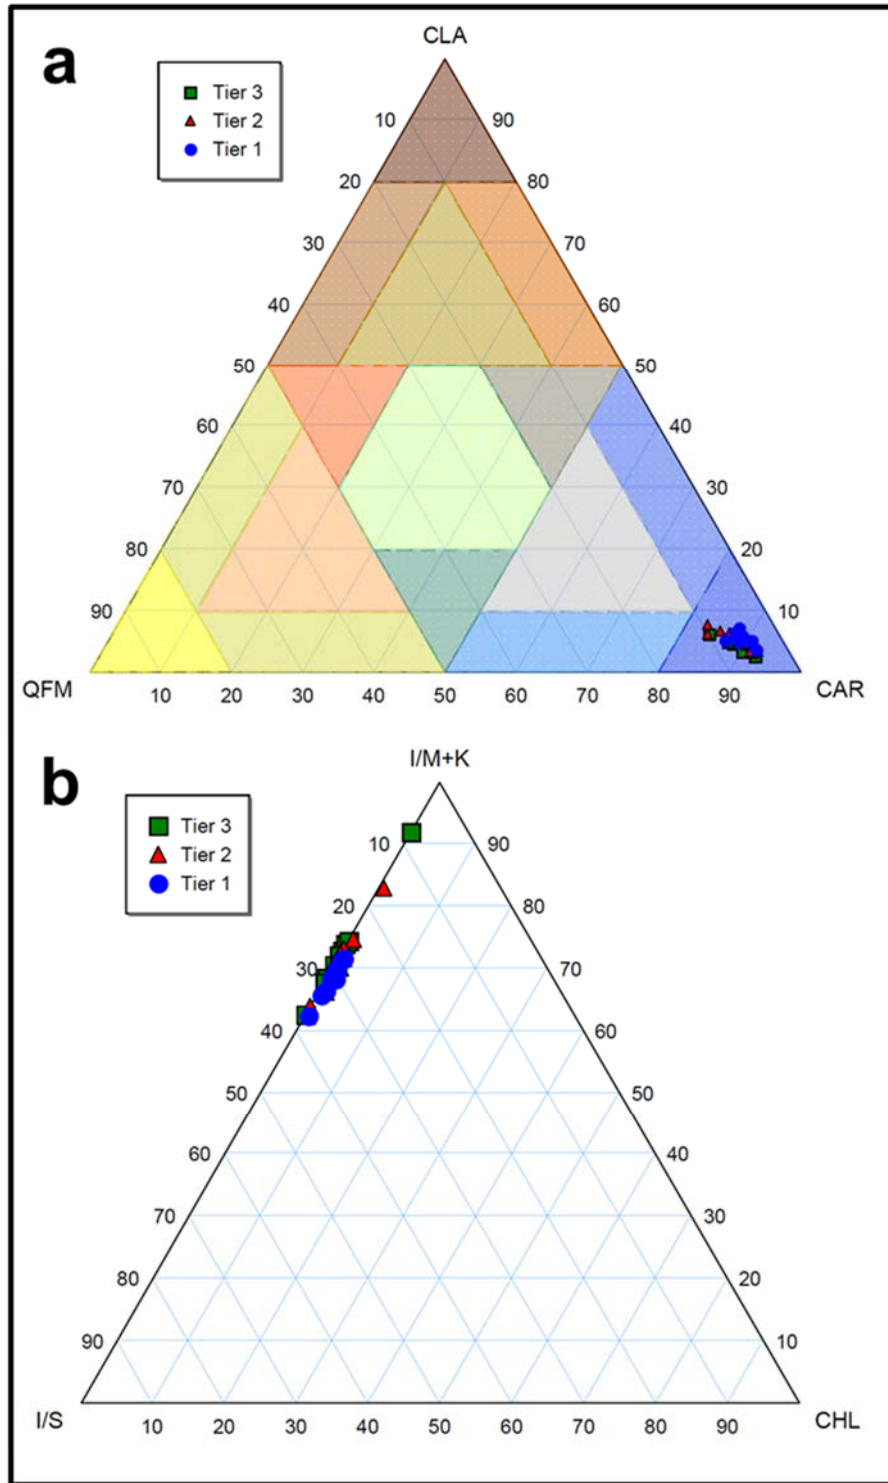 a
CLA
Tier 3
Tier 2
Tier 1
10 90
20 80
30 70
40 60
50 50
60 40
70 30
80 20
90 10
QFM CAR
10 20 30 40 50 60 70 80 90
b
I/M+K
Tier 3
Tier 2
Tier 1
10 90
20 80
30 70
40 60
50 50
60 40
70 30
80 20
90 10
I/S CHL
10 20 30 40 50 60 70 80 90